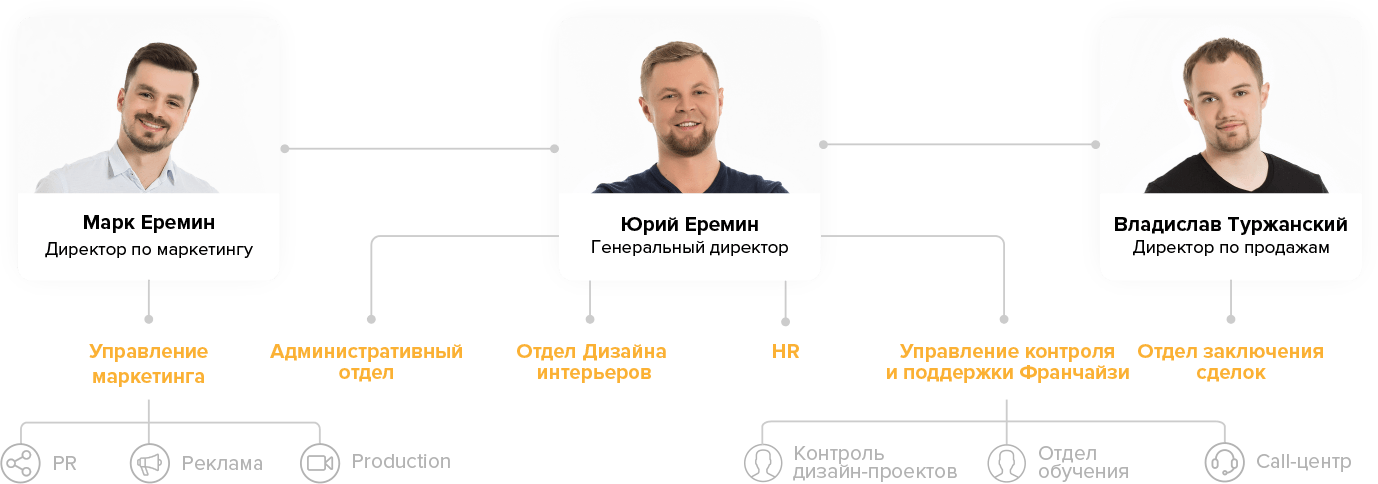 Марк Еремин
Директор по маркетингу
Юрий Еремин
Генеральный директор
Владислав Туржанский
Директор по продажам
Управление
маркетинга
Административный
отдел
Отдел Дизайна
интерьеров
HR
Управление контроля
и поддержки Франчайзи
Отдел заключения
сделок
PR
Реклама
Production
Контроль
дизайн-проектов
Отдел
обучения
Call-центр